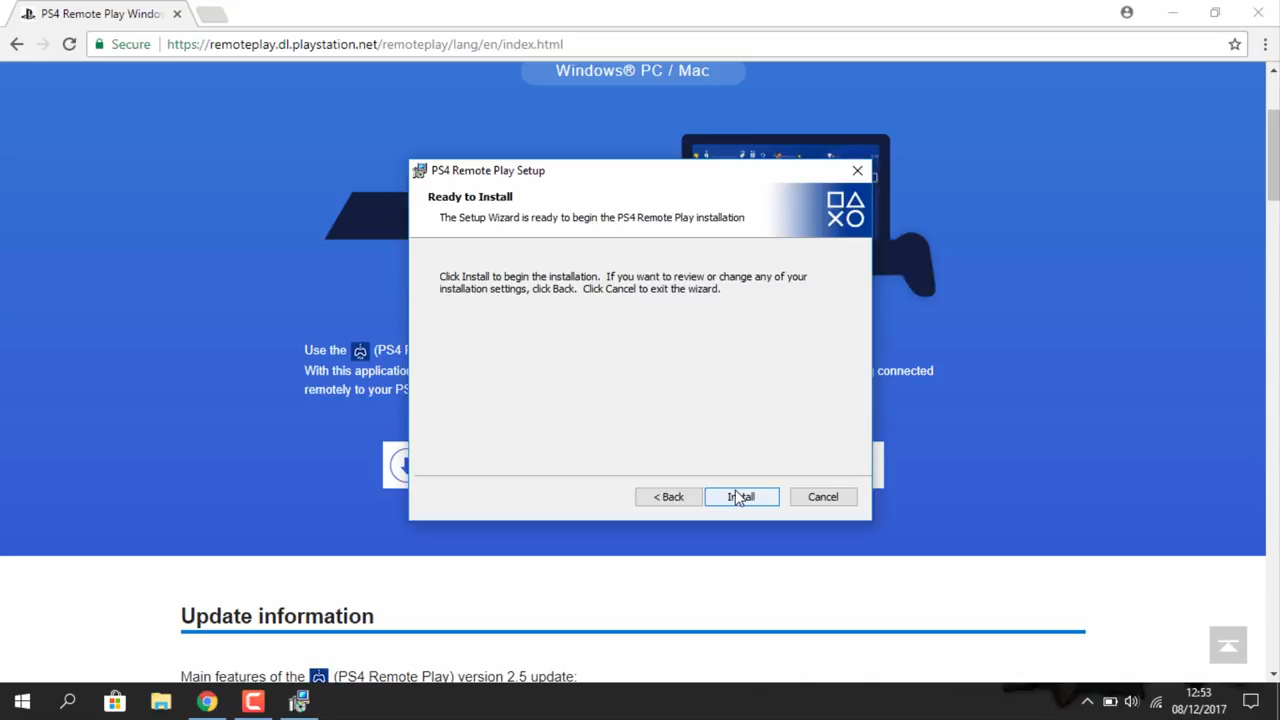 PS4 Remote Play Windo
Secure
https://remoteplay.dl.playstation.net/remoteplay/lang/en/index.html
Windows® PC / Mac
PS4 Remote Play Setup
Ready to Install
The Setup Wizard is ready to begin the PS4 Remote Play installation
Click Install to begin the installation. If you want to review or change any of your
installation settings, click Back. Click Cancel to exit the wizard.
Use the (PS4 R
With this application connected
remotely to your PS
< Back Install Cancel
Update information
Main features of the (PS4 Remote Play) version 2.5 update:
12:53
08/12/2017